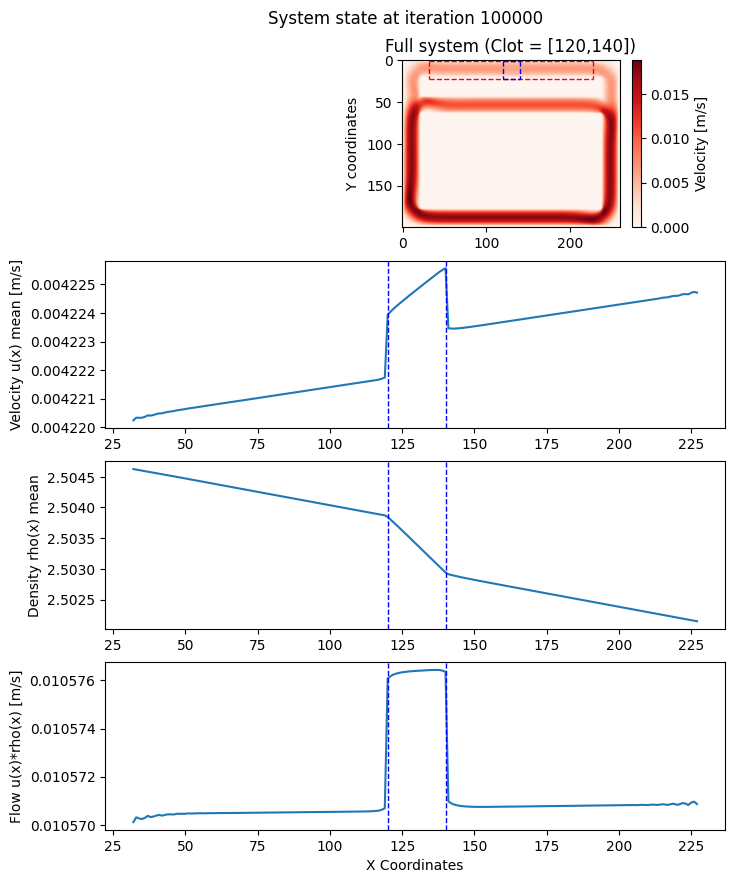 System state at iteration 100000
Full system (Clot = [120,140])
Y coordinates
0
50
100
150
0
100
200
0.015
0.010
0.005
0.000
Velocity [m/s]
Velocity u(x) mean [m/s]
0.004225
0.004224
0.004223
0.004222
0.004221
0.004220
25 50 75 100 125 150 175 200 225
Density rho(x) mean
2.5045
2.5040
2.5035
2.5030
2.5025
25 50 75 100 125 150 175 200 225
Flow u(x)*rho(x) [m/s]
0.010576
0.010574
0.010572
0.010570
25 50 75 100 125 150 175 200 225
X Coordinates